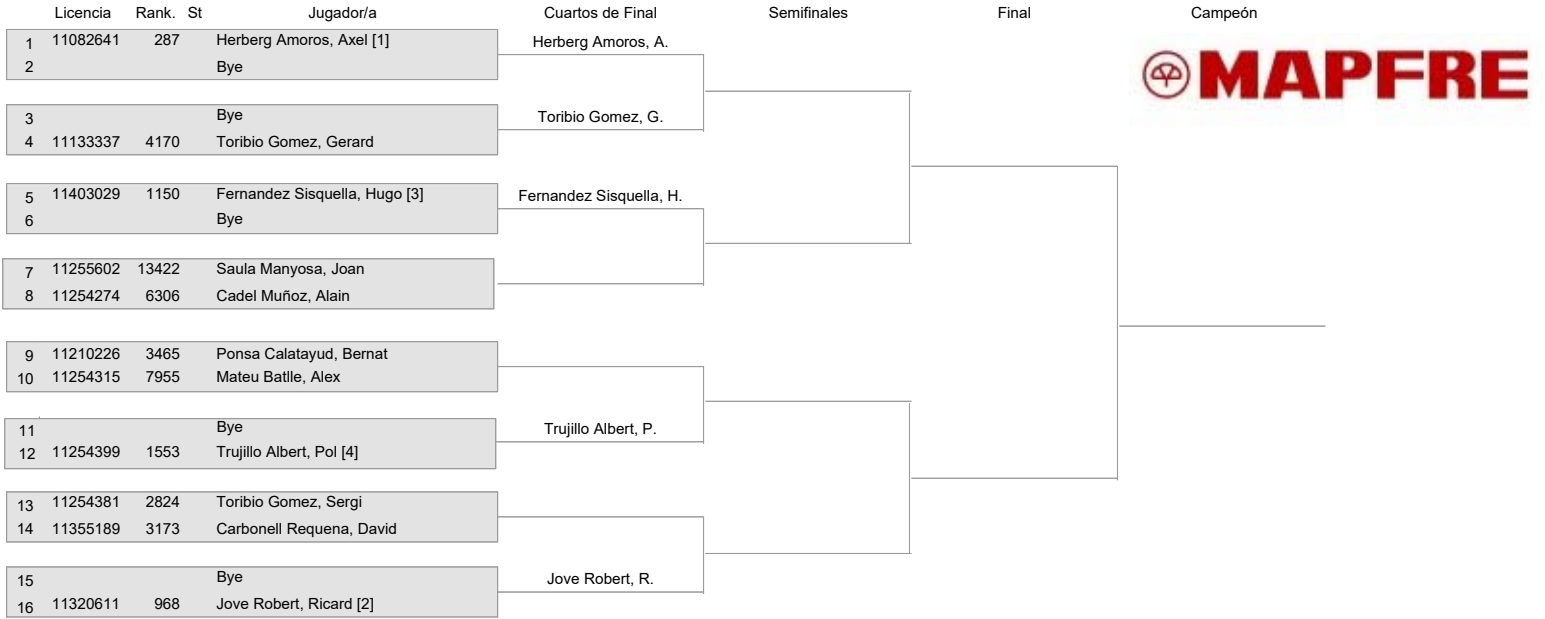 Licencia Rank. St Jugador/a Cuartos de Final Semifinales Final Campeón
1 11082641 287 Herberg Amoros, Axel [1] Herberg Amoros, A.
2 Bye
MAPFRE
3 Bye Toribio Gomez, G.
4 11133337 4170 Toribio Gomez, Gerard
5 11403029 1150 Fernandez Sisquella, Hugo [3] Fernandez Sisquella, H.
6 Bye
7 11255602 13422 Saula Manyosa, Joan
8 11254274 6306 Cadel Muñoz, Alain
9 11210226 3465 Ponsa Calatayud, Bernat
10 11254315 7955 Mateu Batlle, Alex
11 Bye Trujillo Albert, P.
12 11254399 1553 Trujillo Albert, Pol [4]
13 11254381 2824 Toribio Gomez, Sergi
14 11355189 3173 Carbonell Requena, David
15 Bye Jove Robert, R.
16 11320611 968 Jove Robert, Ricard [2]